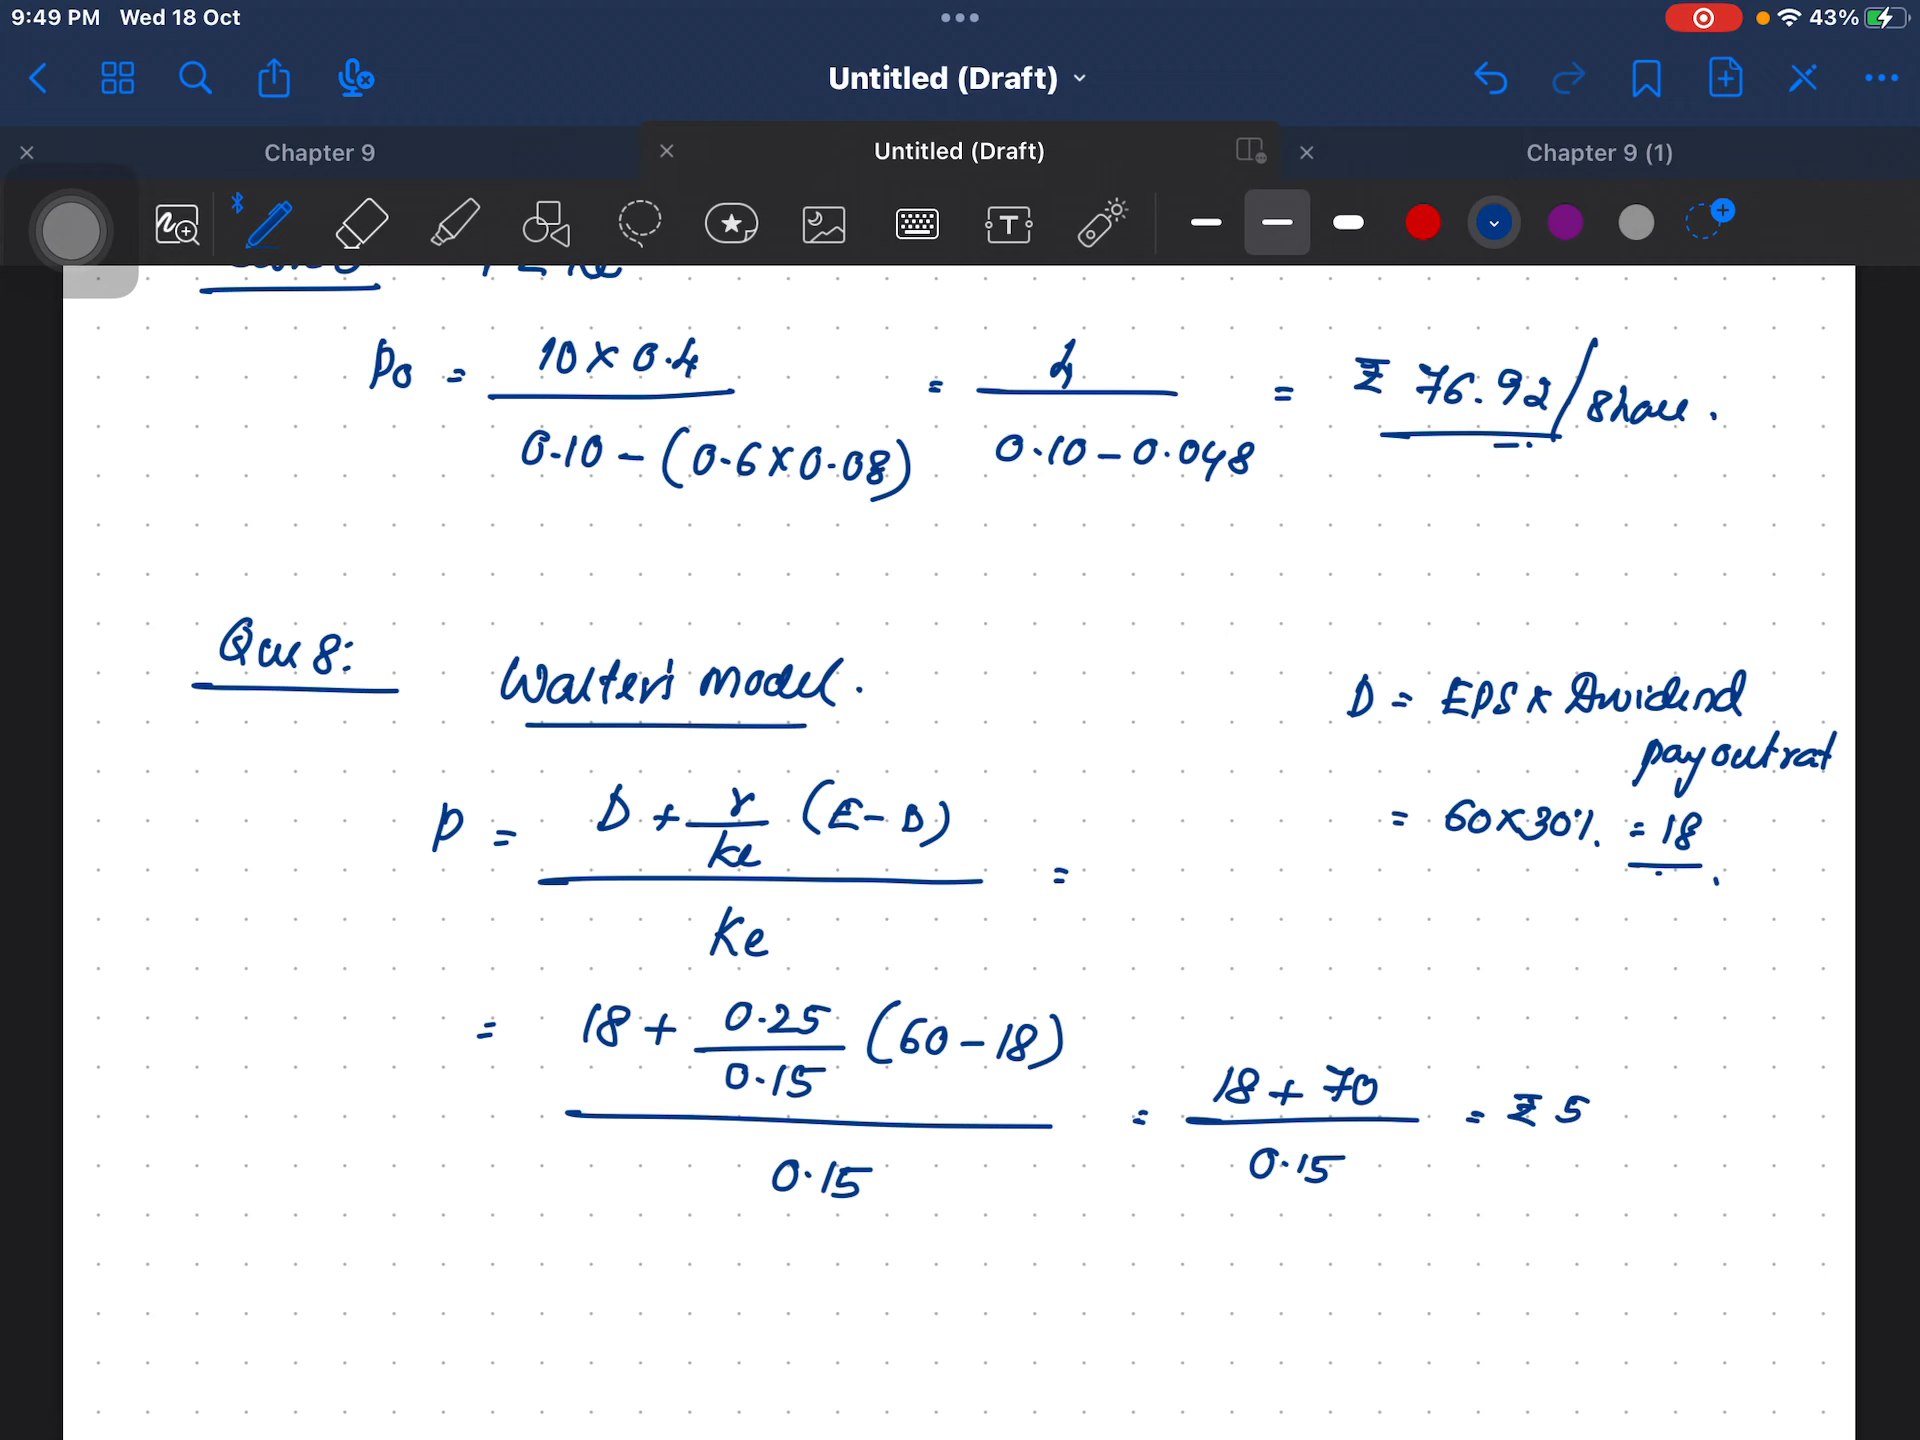 9:49 PM Wed 18 Oct
43%
Untitled (Draft)
Chapter 9
Untitled (Draft)
Chapter 9 (1)
P0 = 10 × 0.4 / 0.10 - (0.6 × 0.08) = 4 / 0.10 - 0.048 = ₹ 76.92/share.
Que 8:
Walter's model.
D = EPS × Dividend
payout rat
= 60×30%. = 18
P = D + r/ke (E - D) / Ke =
= 18 + 0.25/0.15 (60 - 18) / 0.15 = 18 + 70 / 0.15 = ₹ 5